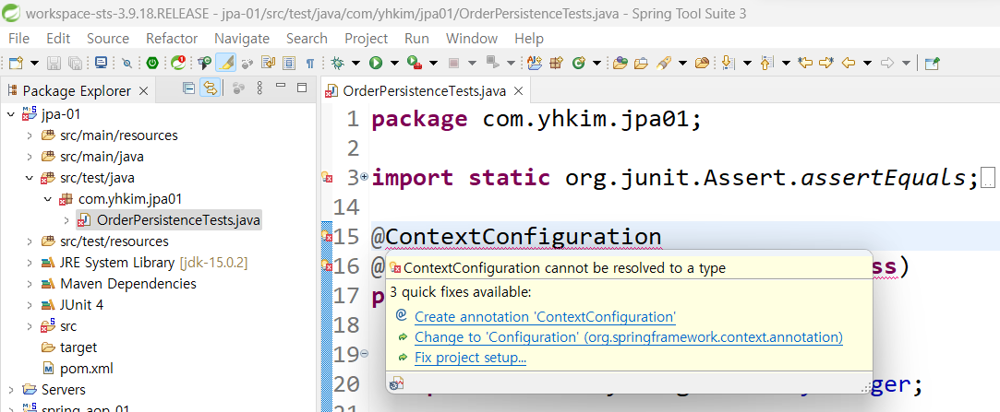 workspace-sts-3.9.18.RELEASE - jpa-01/src/test/java/com/yhkim/jpa01/OrderPersistenceTests.java - Spring Tool Suite 3
File Edit Source Refactor Navigate Search Project Run Window Help
Package Explorer
jpa-01
src/main/resources
src/main/java
src/test/java
com.yhkim.jpa01
OrderPersistenceTests.java
src/test/resources
JRE System Library [jdk-15.0.2]
Maven Dependencies
JUnit 4
src
target
pom.xml
Servers
spring_aop_01
OrderPersistenceTests.java
1 package com.yhkim.jpa01;
2
3 import static org.junit.Assert.assertEquals;
14
15 @ContextConfiguration
16 @ ss)
17 p
18
19
20 ger;
ContextConfiguration cannot be resolved to a type
3 quick fixes available:
Create annotation 'ContextConfiguration'
Change to 'Configuration' (org.springframework.context.annotation)
Fix project setup...